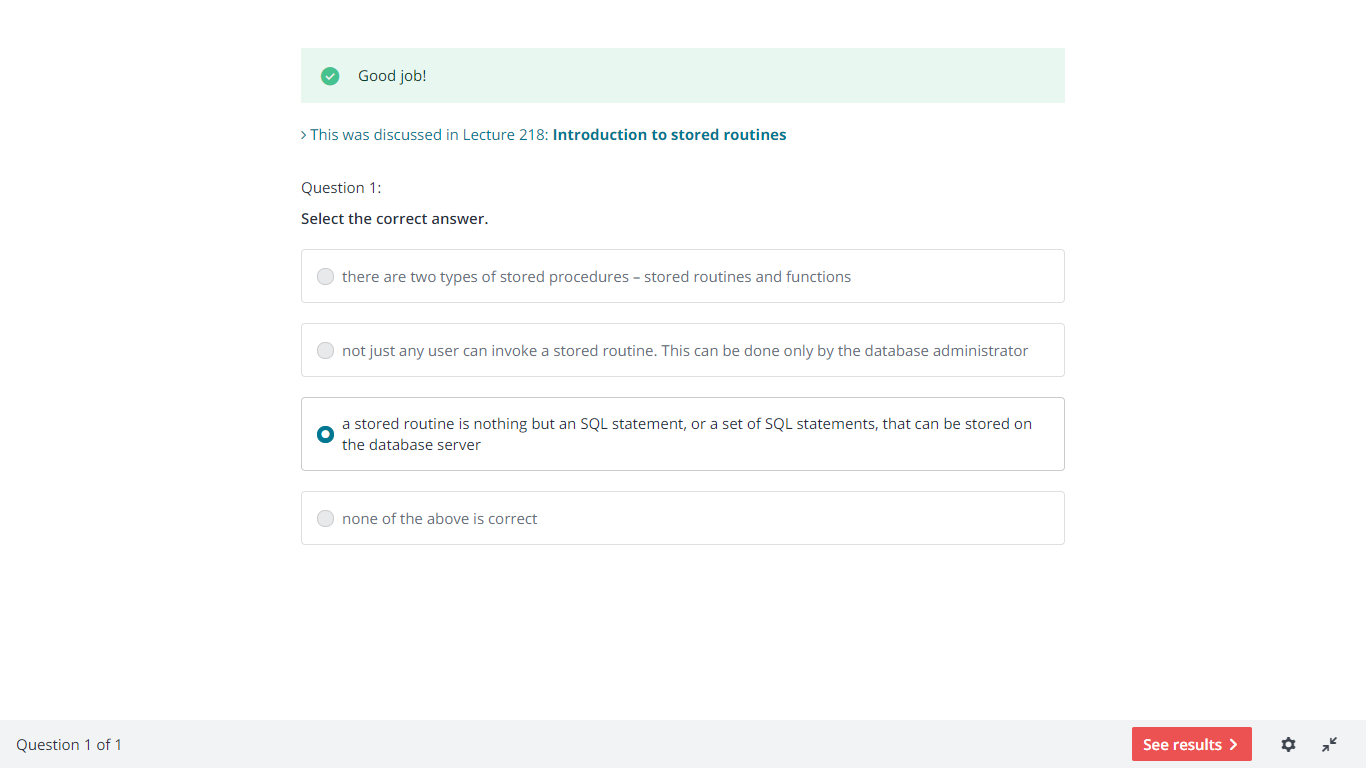 Good job!
This was discussed in Lecture 218: Introduction to stored routines
Question 1:
Select the correct answer.
there are two types of stored procedures – stored routines and functions
not just any user can invoke a stored routine. This can be done only by the database administrator
a stored routine is nothing but an SQL statement, or a set of SQL statements, that can be stored on
the database server
none of the above is correct
Question 1 of 1
See results